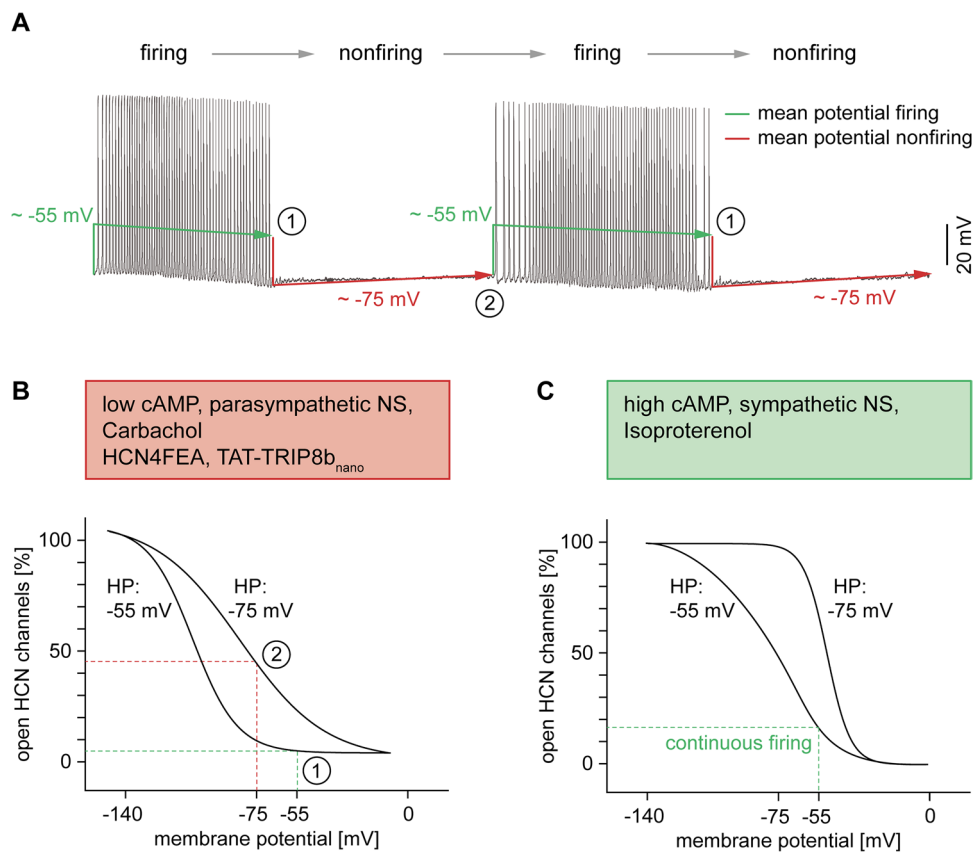 A
firing
nonfiring
firing
nonfiring
mean potential firing
mean potential nonfiring
~ -55 mV
1
~ -55 mV
1
20 mV
~ -75 mV
2
~ -75 mV
B
low cAMP, parasympathetic NS,
Carbachol
HCN4FEA, TAT-TRIP8bnano
open HCN channels [%]
100
50
0
HP:
-55 mV
HP:
-75 mV
2
1
-140
-75
-55
0
membrane potential [mV]
C
high cAMP, sympathetic NS,
Isoproterenol
open HCN channels [%]
100
50
0
HP:
-55 mV
HP:
-75 mV
continuous firing
-140
-75
-55
0
membrane potential [mV]